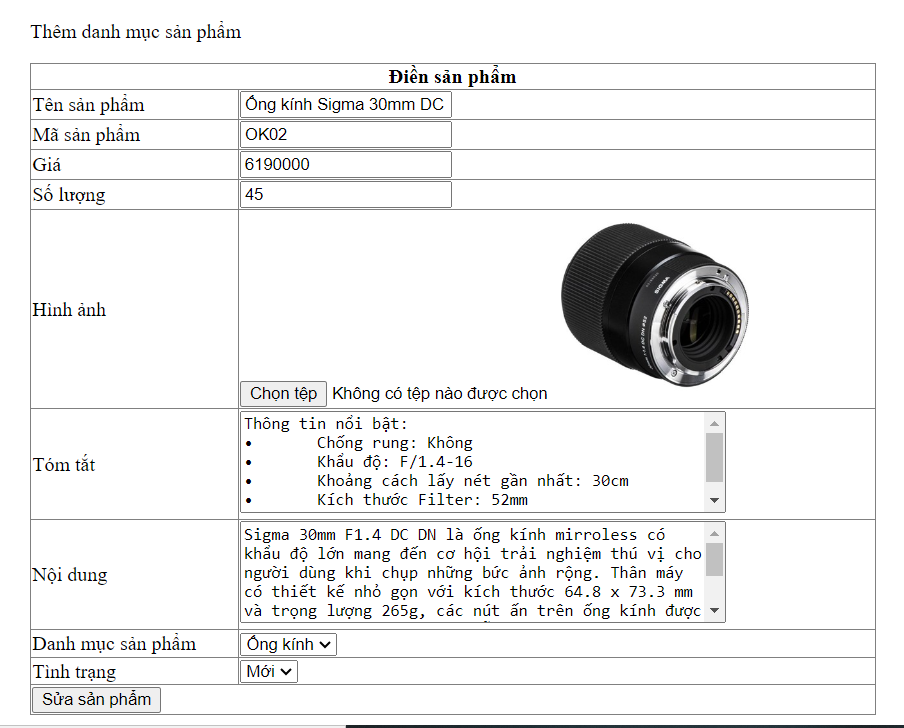 Thêm danh mục sản phẩm
Điền sản phẩm
Tên sản phẩm
Ống kính Sigma 30mm DC
Mã sản phẩm
OK02
Giá
6190000
Số lượng
45
Hình ảnh
SIGMA
Chọn tệp Không có tệp nào được chọn
Tóm tắt
Thông tin nổi bật:
• Chống rung: Không
• Khẩu độ: F/1.4-16
• Khoảng cách lấy nét gần nhất: 30cm
• Kích thước Filter: 52mm
Nội dung
Sigma 30mm F1.4 DC DN là ống kính mirroless có
khẩu độ lớn mang đến cơ hội trải nghiệm thú vị cho
người dùng khi chụp những bức ảnh rộng. Thân máy
có thiết kế nhỏ gọn với kích thước 64.8 x 73.3 mm
và trọng lượng 265g, các nút ấn trên ống kính được
Danh mục sản phẩm
Ống kính
Tình trạng
Mới
Sửa sản phẩm